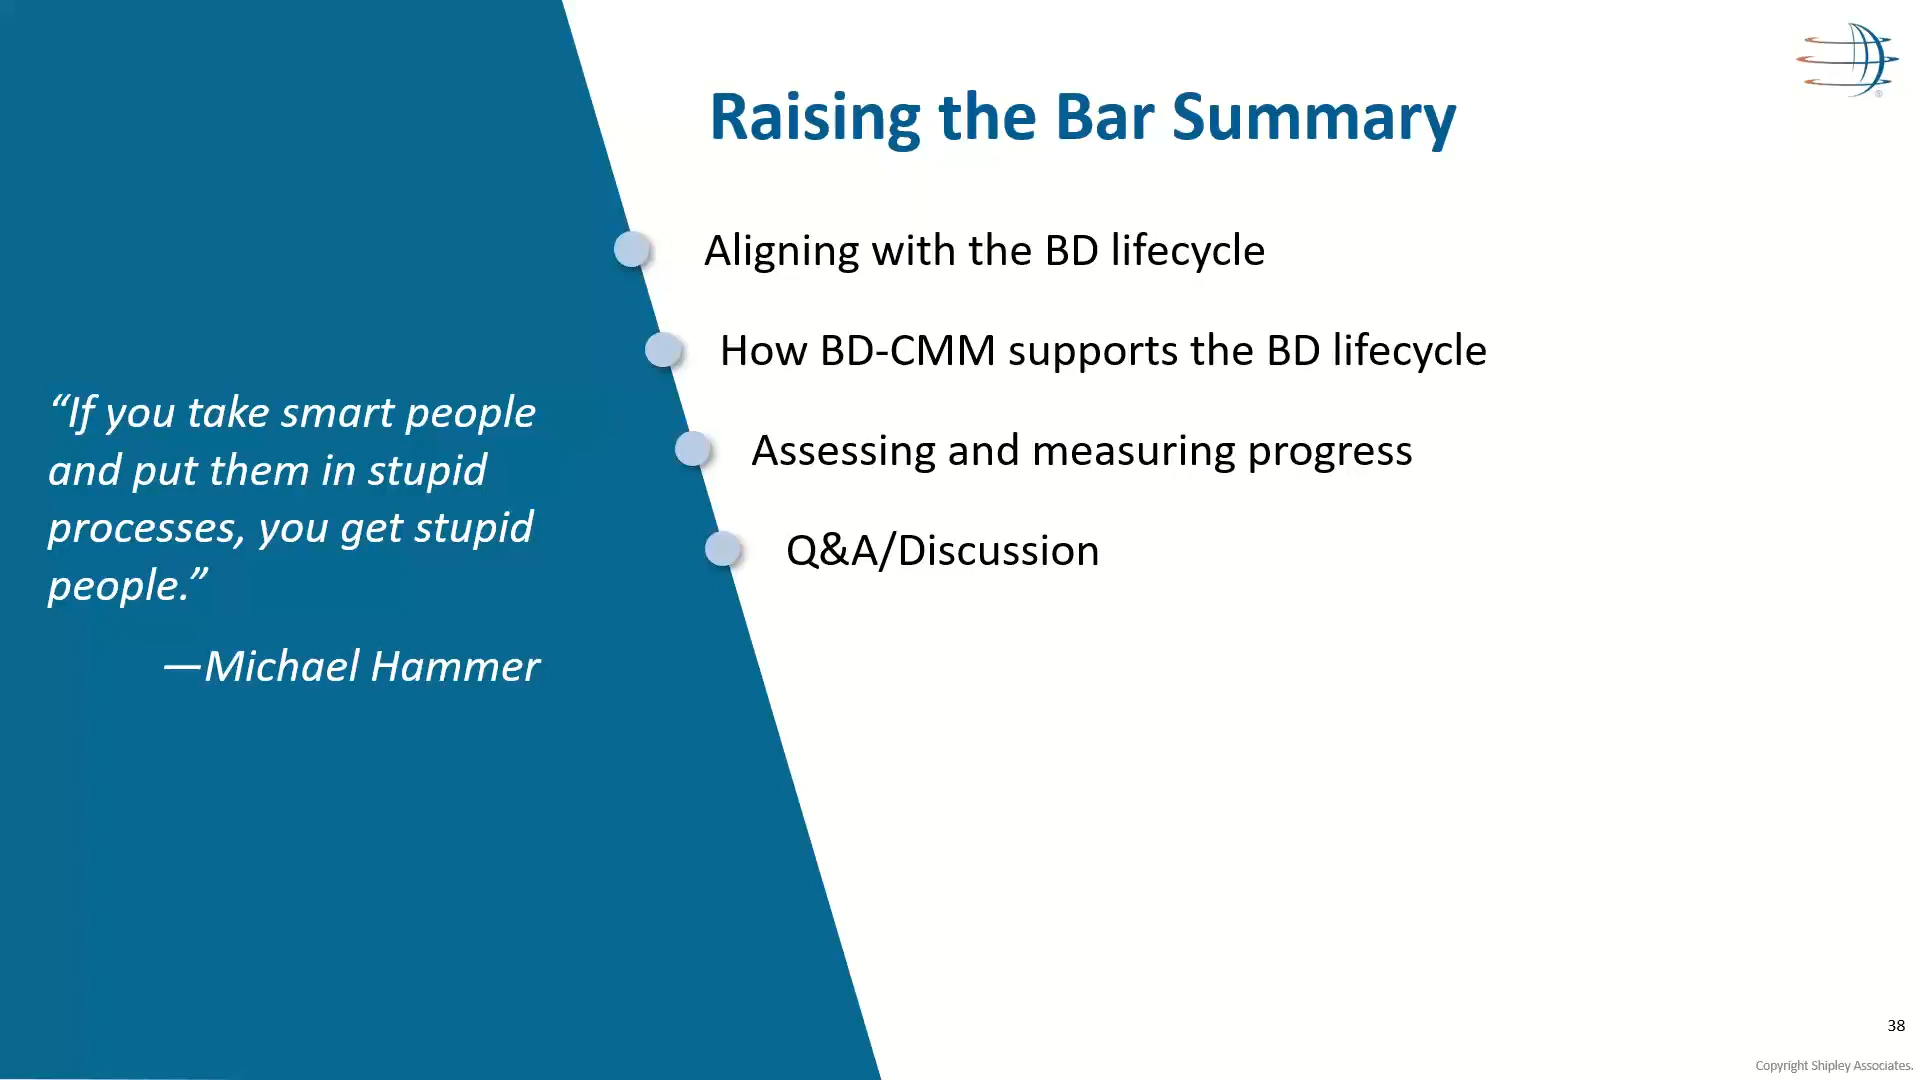 Raising the Bar Summary
Aligning with the BD lifecycle
How BD-CMM supports the BD lifecycle
Assessing and measuring progress
Q&A/Discussion
“If you take smart people
and put them in stupid
processes, you get stupid
people.”
—Michael Hammer
38
Copyright Shipley Associates.
®